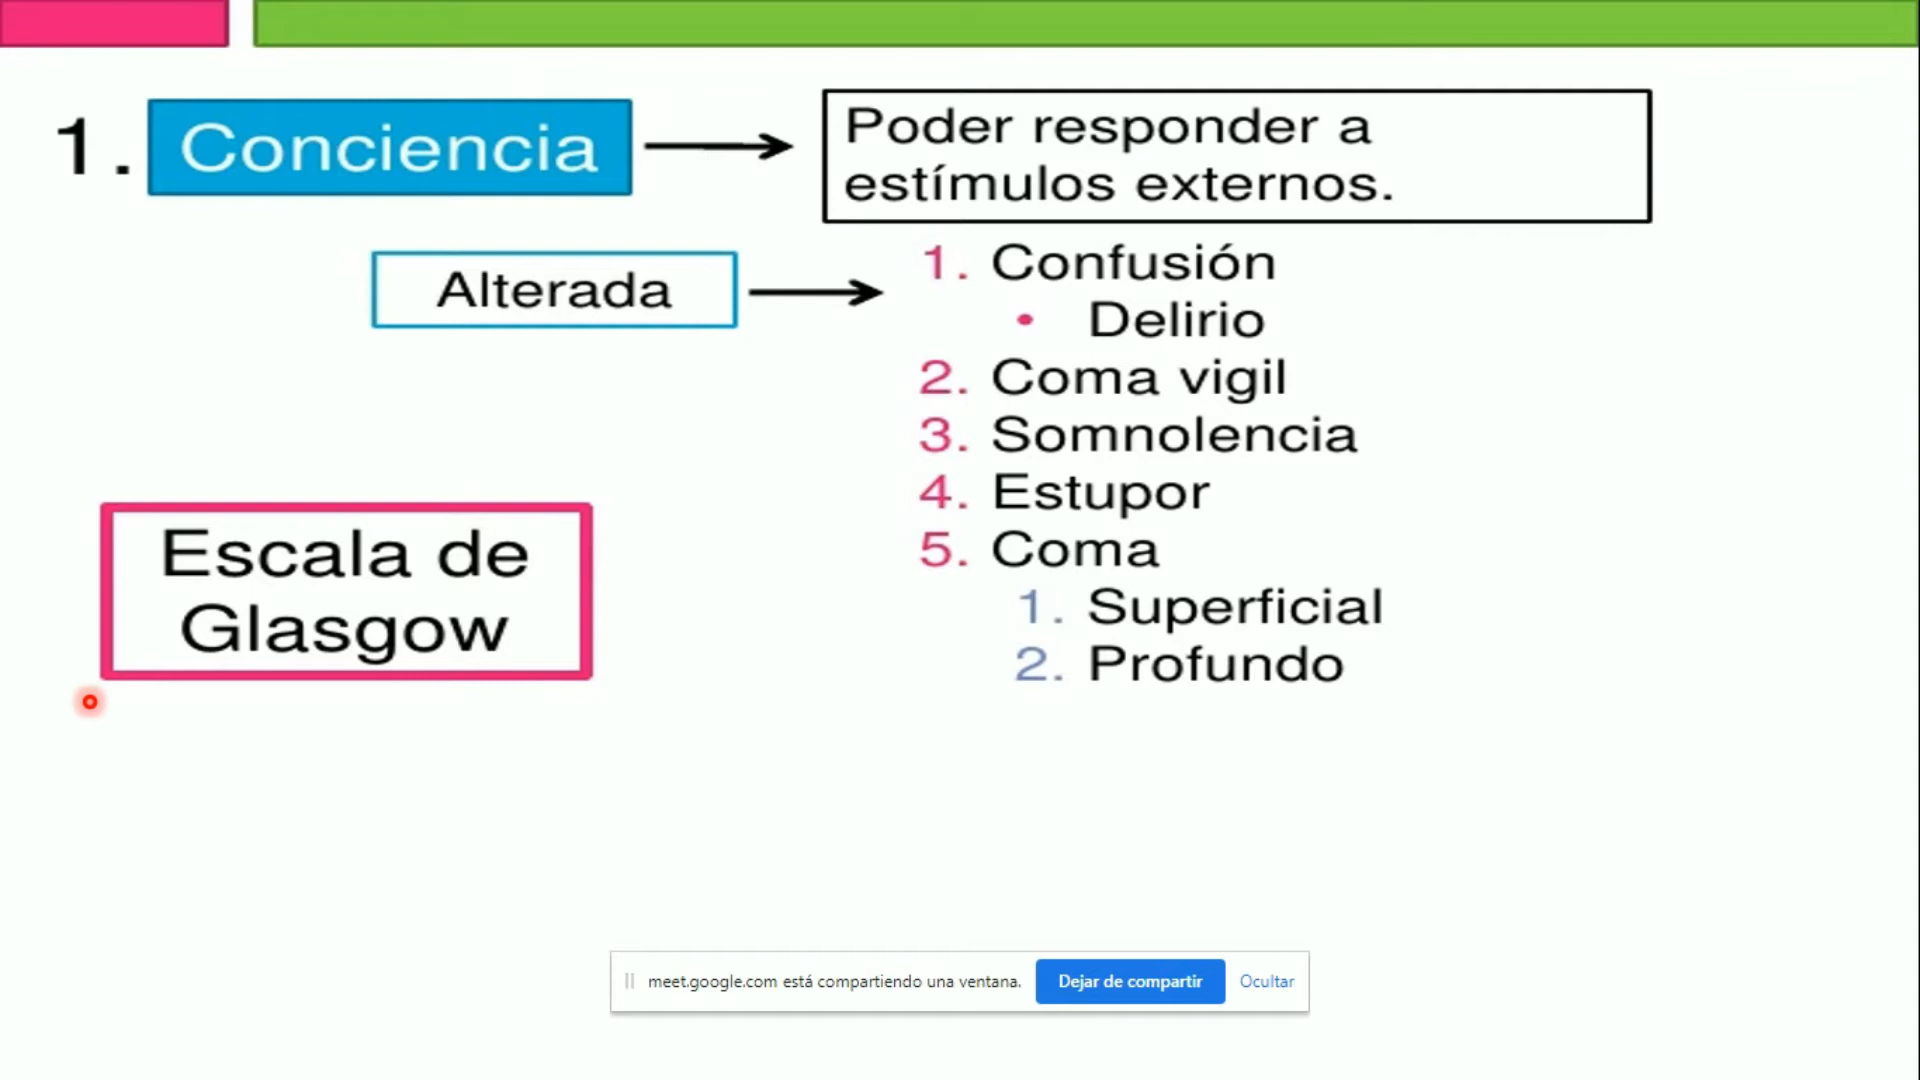 1. Conciencia
Poder responder a
estímulos externos.
Alterada
1. Confusión
• Delirio
2. Coma vigil
3. Somnolencia
4. Estupor
5. Coma
1. Superficial
2. Profundo
Escala de
Glasgow
meet.google.com está compartiendo una ventana. Dejar de compartir Ocultar